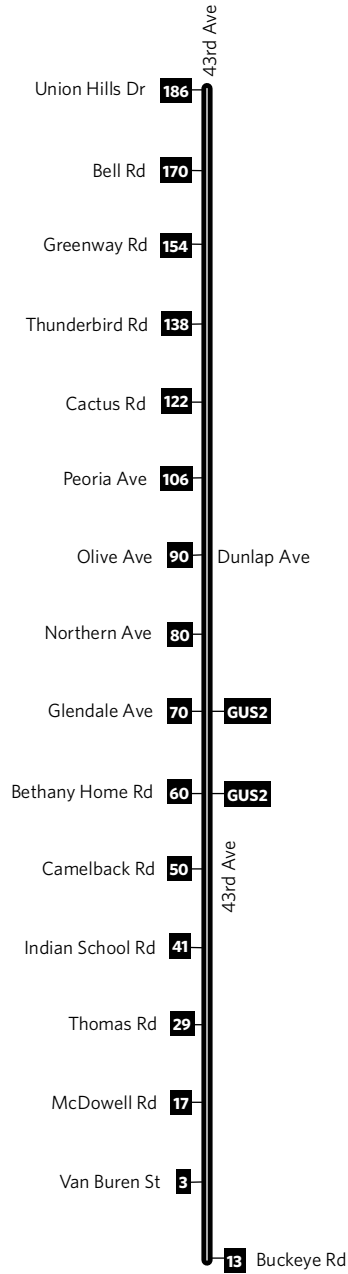 43rd Ave
Union Hills Dr 186
Bell Rd 170
Greenway Rd 154
Thunderbird Rd 138
Cactus Rd 122
Peoria Ave 106
Olive Ave 90 Dunlap Ave
Northern Ave 80
Glendale Ave 70 GUS2
Bethany Home Rd 60 GUS2
Camelback Rd 50
43rd Ave
Indian School Rd 41
Thomas Rd 29
McDowell Rd 17
Van Buren St 3
13 Buckeye Rd